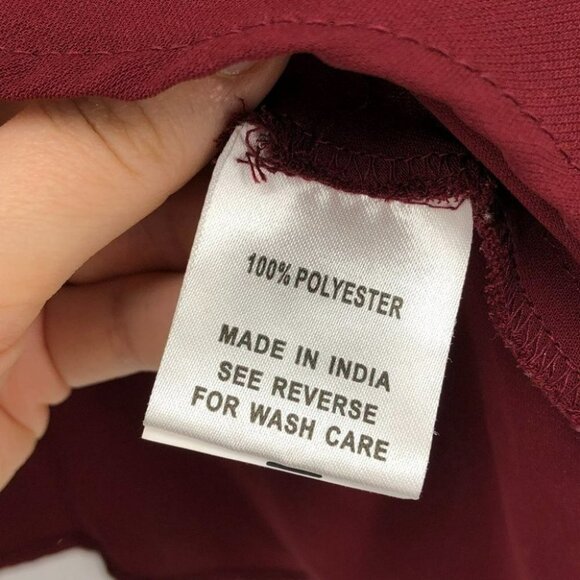 100% POLYESTER
MADE IN INDIA
SEE REVERSE
FOR WASH CARE